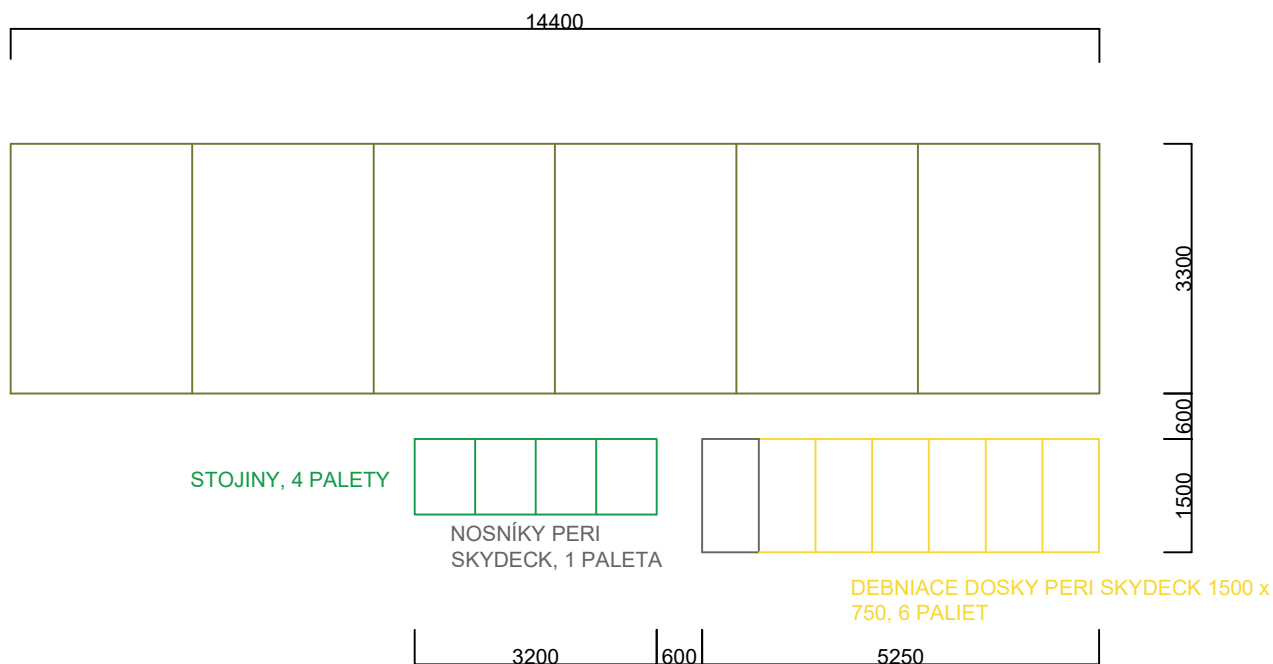 14400
3300
600
1500
STOJINY, 4 PALETY
NOSNÍKY PERI
SKYDECK, 1 PALETA
DEBNIACE DOSKY PERI SKYDECK 1500 x
750, 6 PALIET
3200
600
5250